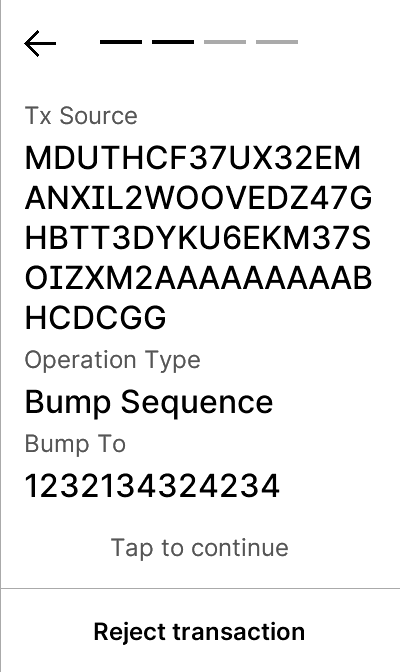 Tx Source
MDUTHCF37UX32EM
ANXIL2WOOVEDZ47G
HBTT3DYKU6EKM37S
OIZXM2AAAAAAAAAB
HCDCGG
Operation Type
Bump Sequence
Bump To
1232134324234
Tap to continue
Reject transaction